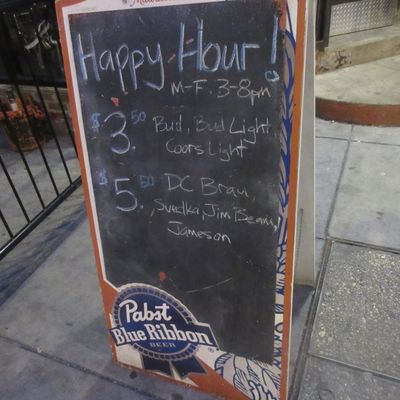 Happy Hour!
M-F. 3-8pm
$3.50 Bud, Bud Light,
Coors Light
$5.50 DC Brau,
Svedka, Jim Beam,
Jameson
Pabst
Blue Ribbon
BEER